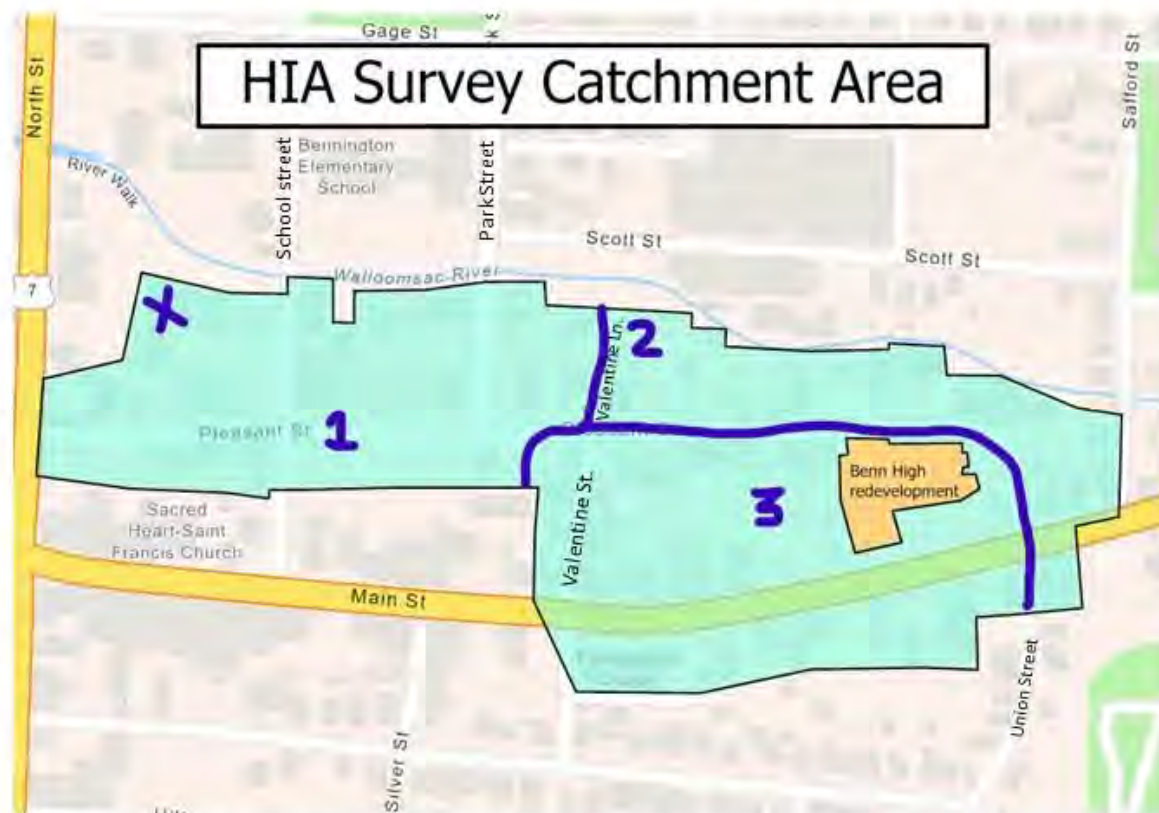 Gage St
HIA Survey Catchment Area
North St
Safford St
River Walk
School street
Bennington
Elementary
School
ParkStreet
Scott St
Scott St
Walloomsac River
7
X
2
Valentine Ln.
Pleasant St
1
Benn High
redevelopment
3
Valentine St.
Sacred
Heart-Saint
Francis Church
Main St
Union Street
Silver St